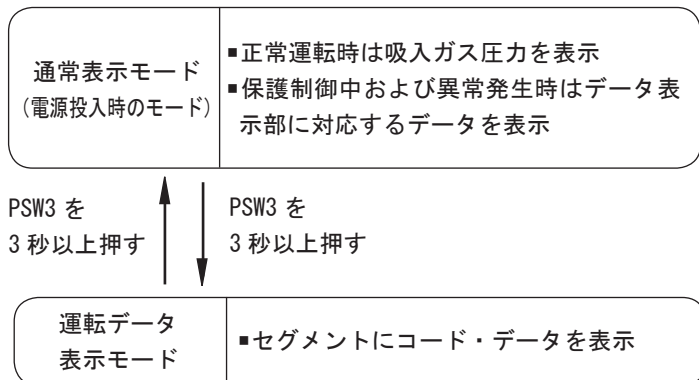 通常表示モード
(電源投入時のモード)
■正常運転時は吸入ガス圧力を表示
■保護制御中および異常発生時はデータ表
示部に対応するデータを表示
PSW3 を
3 秒以上押す
PSW3 を
3 秒以上押す
運転データ
表示モード
■セグメントにコード・データを表示